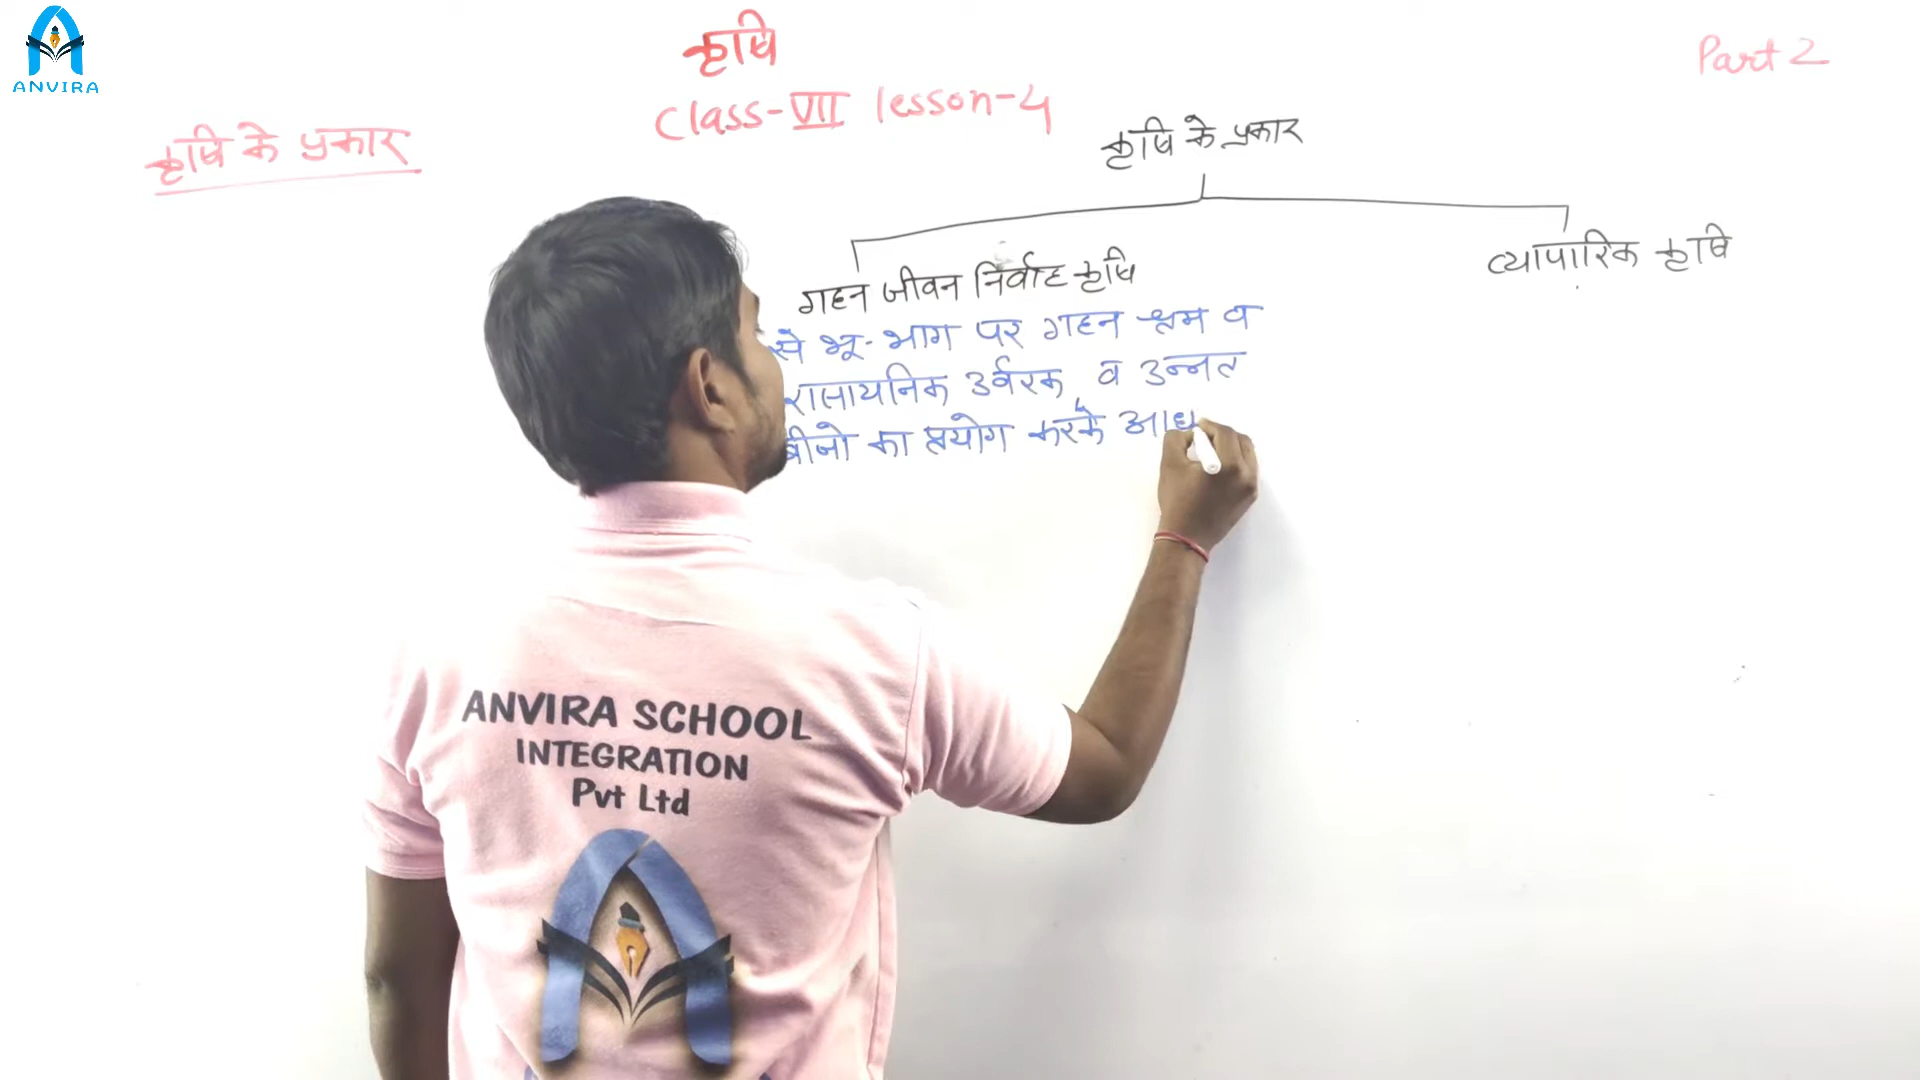 ANVIRA
कृषि
Part 2
Class-VII lesson-4
कृषि के प्रकार
कृषि के प्रकार
गहन जीवन निर्वाह कृषि
व्यापारिक कृषि
से भू-भाग पर गहन श्रम व
रासायनिक उर्वरक, व उन्नत
बीजो का प्रयोग करके
ANVIRA SCHOOL
INTEGRATION
Pvt Ltd